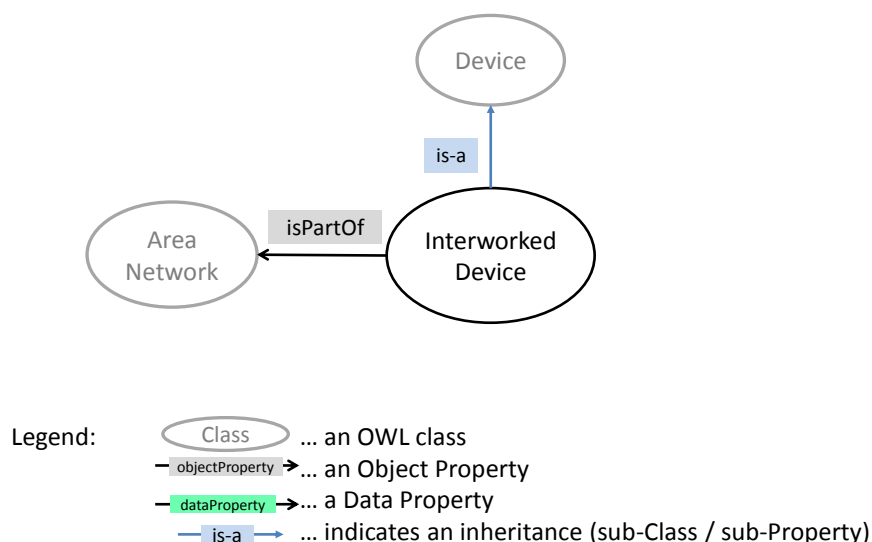 Device
is-a
isPartOf
Area
Network
Interworked
Device
Legend:
Class
... an OWL class
objectProperty
... an Object Property
dataProperty
... a Data Property
is-a
... indicates an inheritance (sub-Class / sub-Property)